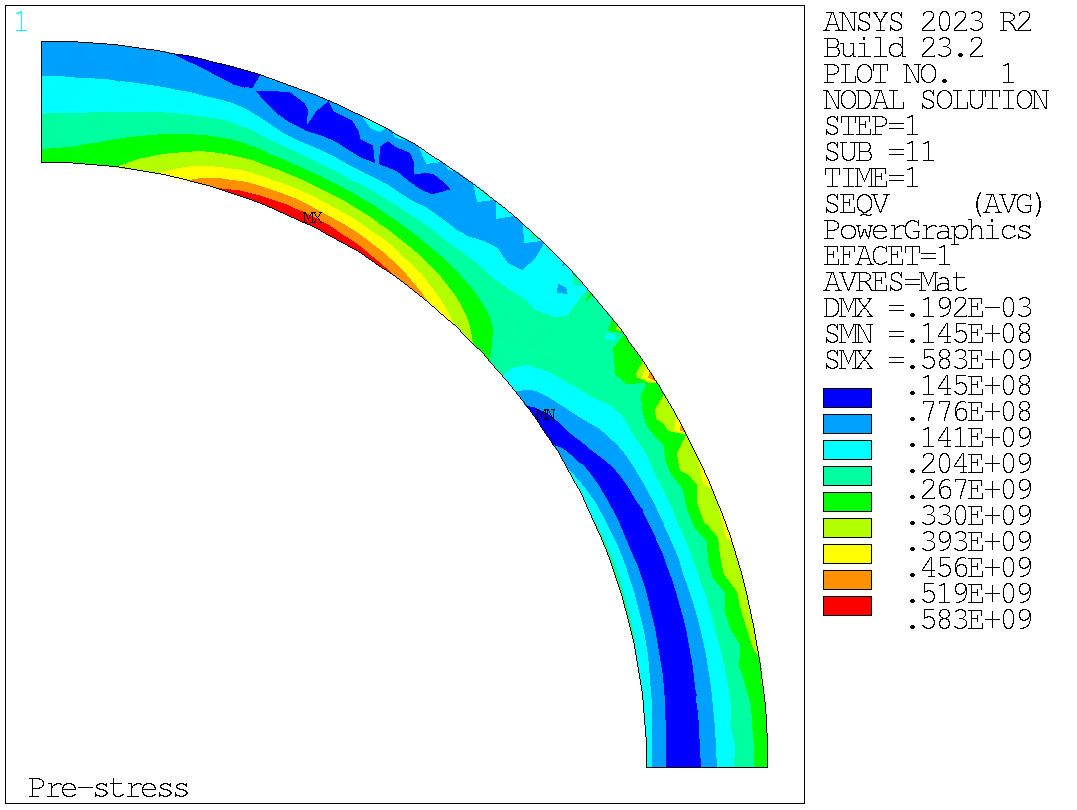 1
ANSYS 2023 R2
Build 23.2
PLOT NO. 1
NODAL SOLUTION
STEP=1
SUB =11
TIME=1
SEQV (AVG)
PowerGraphics
EFACET=1
AVRES=Mat
DMX =.192E-03
SMN =.145E+08
SMX =.583E+09
.145E+08
.776E+08
.141E+09
.204E+09
.267E+09
.330E+09
.393E+09
.456E+09
.519E+09
.583E+09
MX
MN
Pre-stress